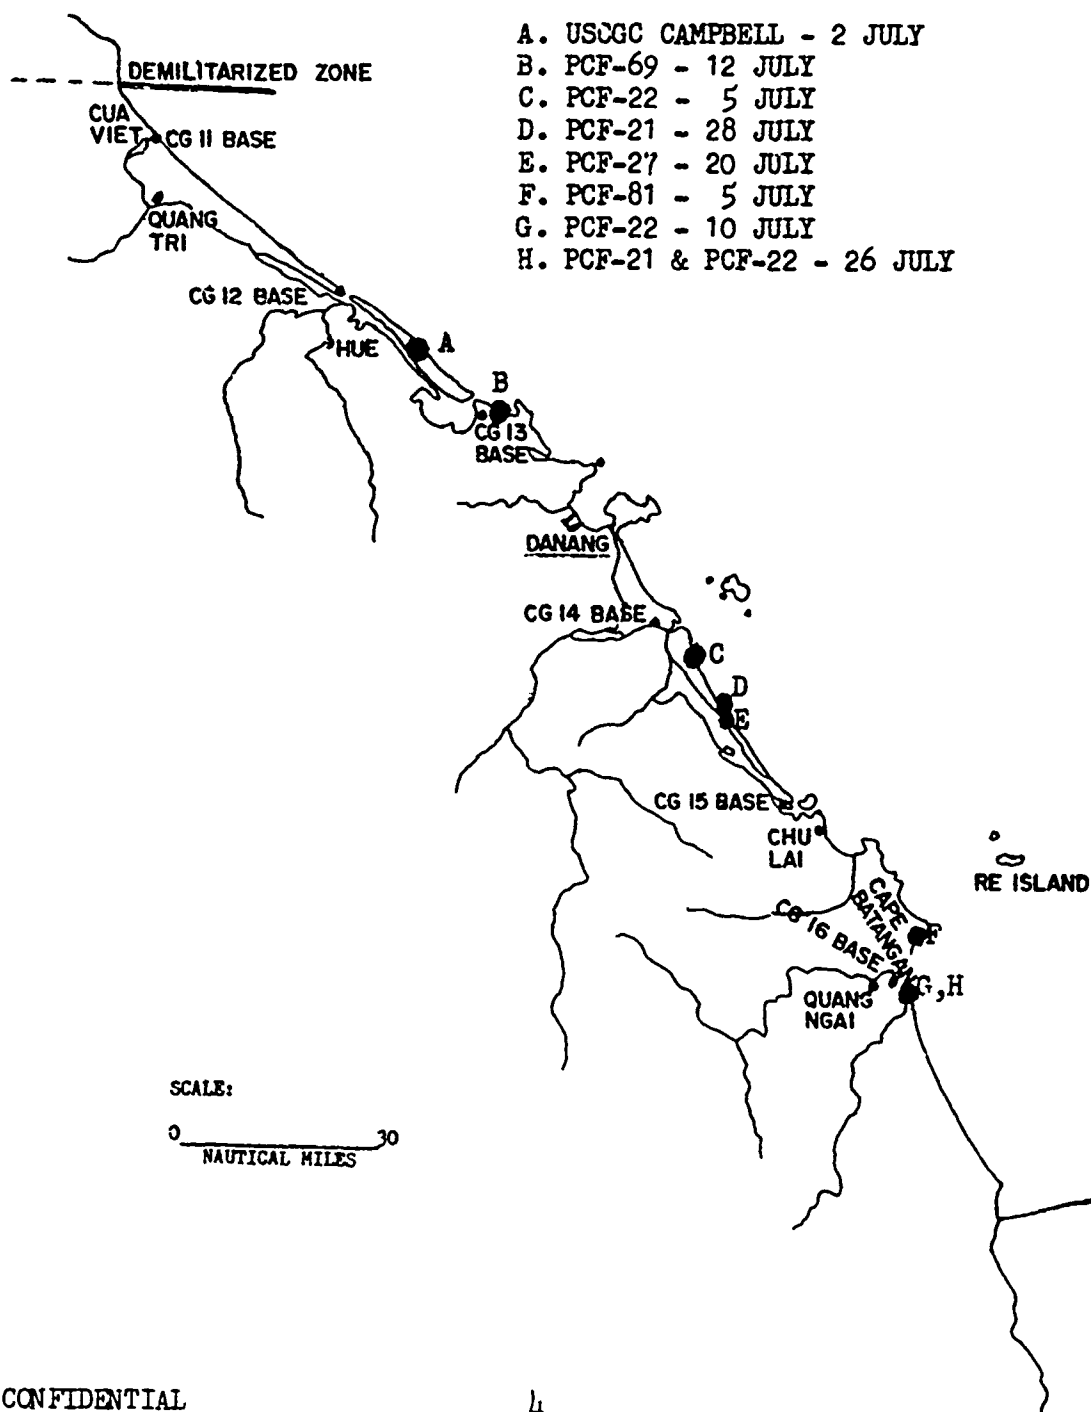 A. USCGC CAMPBELL - 2 JULY
B. PCF-69 - 12 JULY
C. PCF-22 - 5 JULY
D. PCF-21 - 28 JULY
E. PCF-27 - 20 JULY
F. PCF-81 - 5 JULY
G. PCF-22 - 10 JULY
H. PCF-21 & PCF-22 - 26 JULY
DEMILITARIZED ZONE
CUA
VIET
CG 11 BASE
QUANG
TRI
CG 12 BASE
HUE
A
B
CG 13
BASE
DANANG
CG 14 BASE
C
D
E
CG 15 BASE
CHU
LAI
RE ISLAND
CAPE
BATANGAN
CG 16 BASE
F
G,H
QUANG
NGAI
SCALE:
0 30
NAUTICAL MILES
CONFIDENTIAL
4